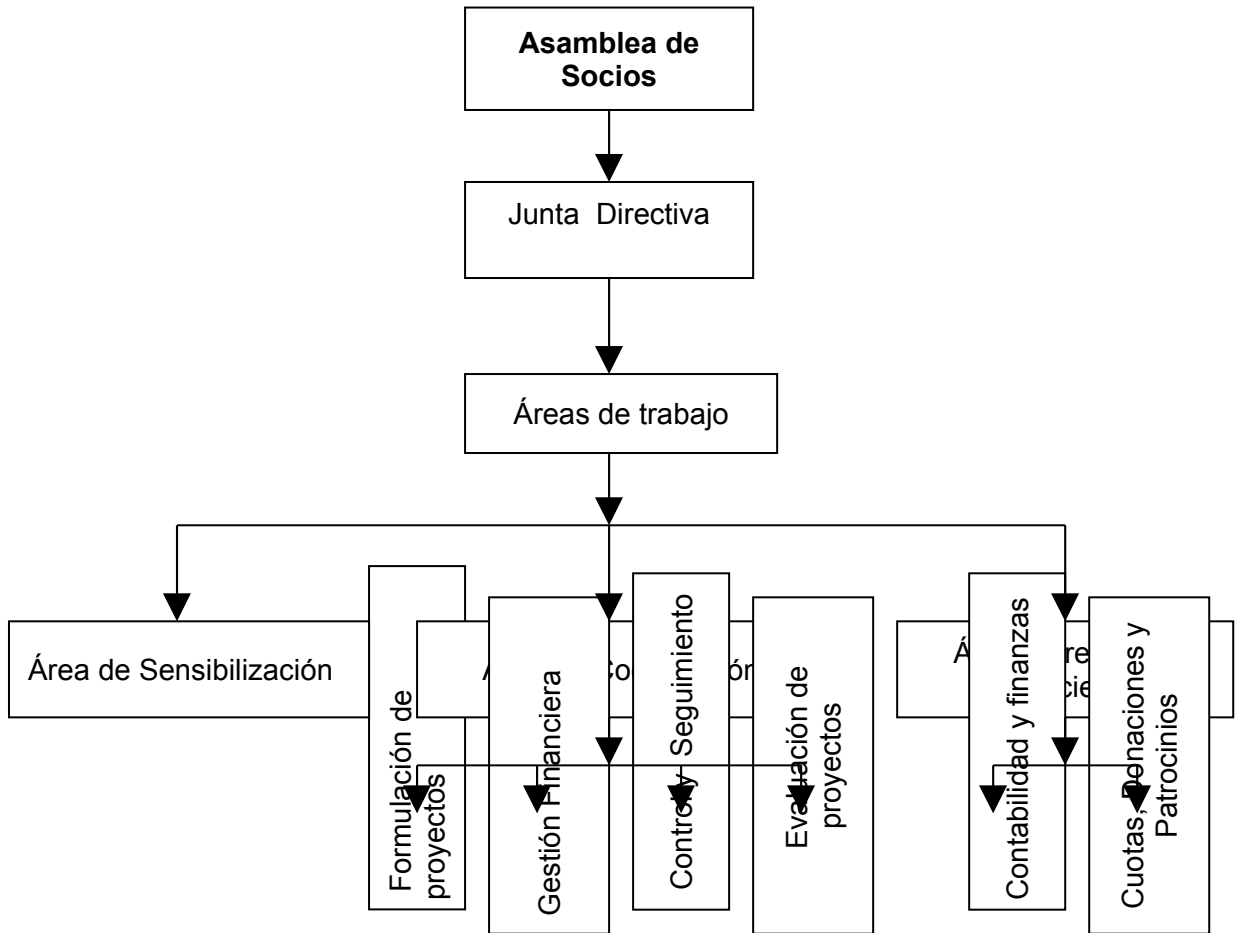 Asamblea de
Socios
Junta Directiva
Áreas de trabajo
Área de Sensibilización
Formulación de
proyectos
Gestión Financiera
Control y Seguimiento
Evaluación de
proyectos
Contabilidad y finanzas
Cuotas, Donaciones y
Patrocinios